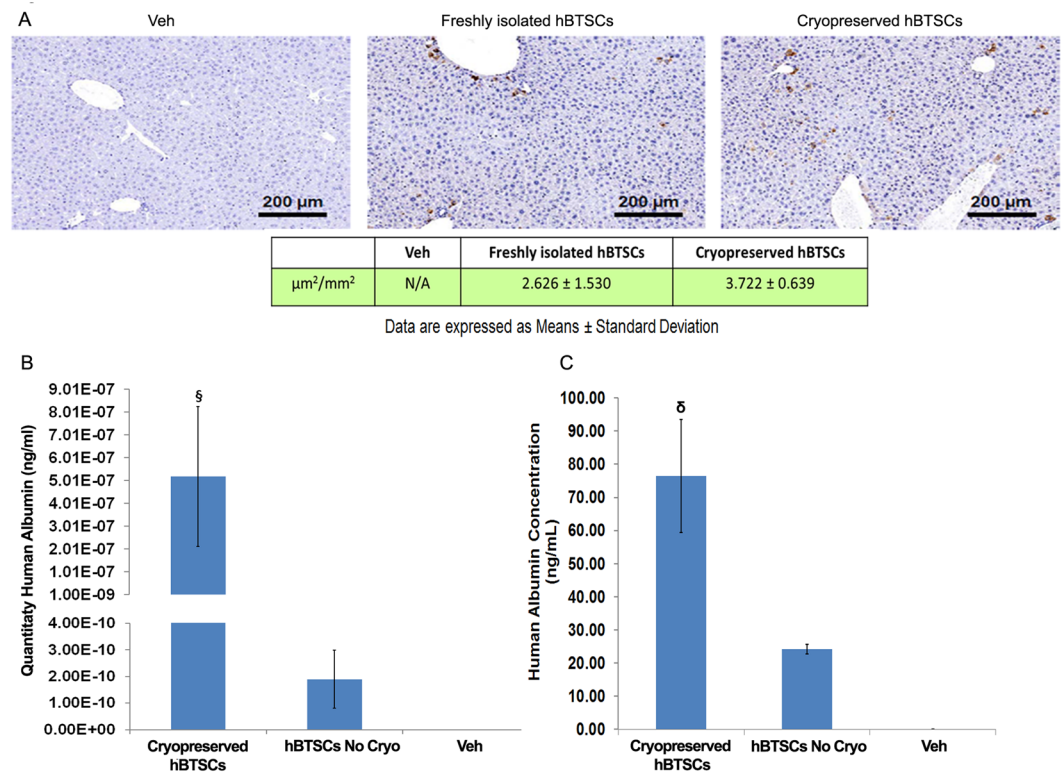 A
Veh
Freshly isolated hBTSCs
Cryopreserved hBTSCs
200 µm
200 µm
200 µm
Veh Freshly isolated hBTSCs Cryopreserved hBTSCs
µm²/mm² N/A 2.626 ± 1.530 3.722 ± 0.639
Data are expressed as Means ± Standard Deviation
B
Quantitaty Human Albumin (ng/ml)
9.01E-07
8.01E-07
7.01E-07
6.01E-07
5.01E-07
4.01E-07
3.01E-07
2.01E-07
1.01E-07
1.00E-09
4.00E-10
3.00E-10
2.00E-10
1.00E-10
0.00E+00
§
Cryopreserved
hBTSCs
hBTSCs No Cryo
Veh
C
Human Albumin Concentration
(ng/mL)
100.00
90.00
80.00
70.00
60.00
50.00
40.00
30.00
20.00
10.00
0.00
δ
Cryopreserved
hBTSCs
hBTSCs No Cryo
Veh